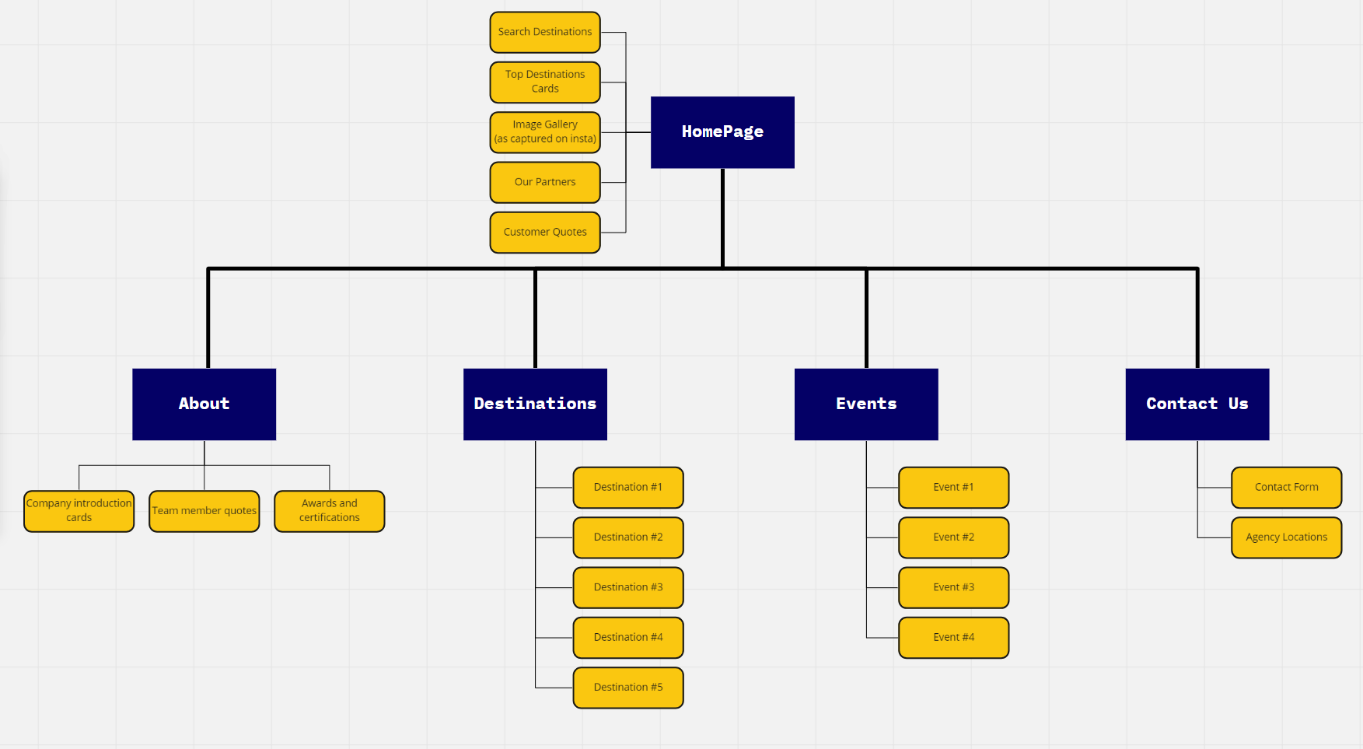 Search Destinations
Top Destinations
Cards
Image Gallery
(as captured on insta)
Our Partners
Customer Quotes
HomePage
About
Destinations
Events
Contact Us
Company introduction
cards
Team member quotes
Awards and
certifications
Destination #1
Destination #2
Destination #3
Destination #4
Destination #5
Event #1
Event #2
Event #3
Event #4
Contact Form
Agency Locations